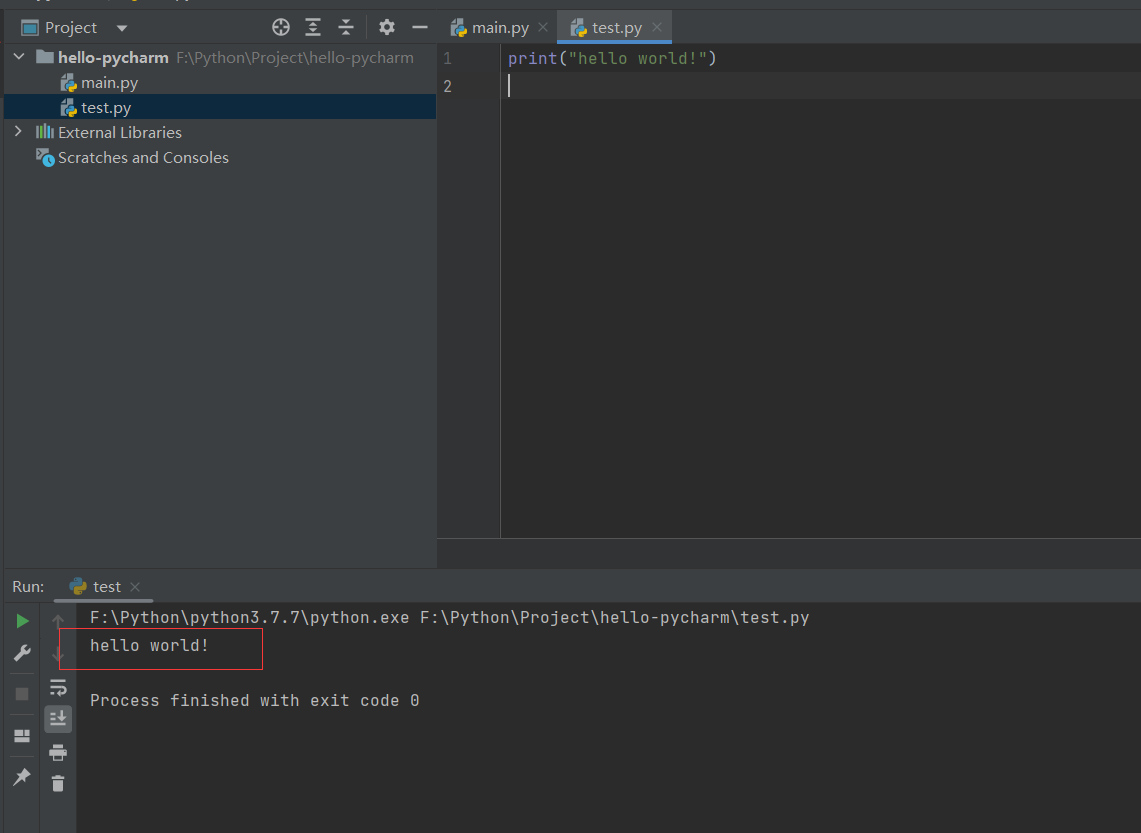 Project
main.py
test.py
hello-pycharm F:\Python\Project\hello-pycharm
main.py
test.py
External Libraries
Scratches and Consoles
1 print("hello world!")
2
Run: test
F:\Python\python3.7.7\python.exe F:\Python\Project\hello-pycharm\test.py
hello world!
Process finished with exit code 0